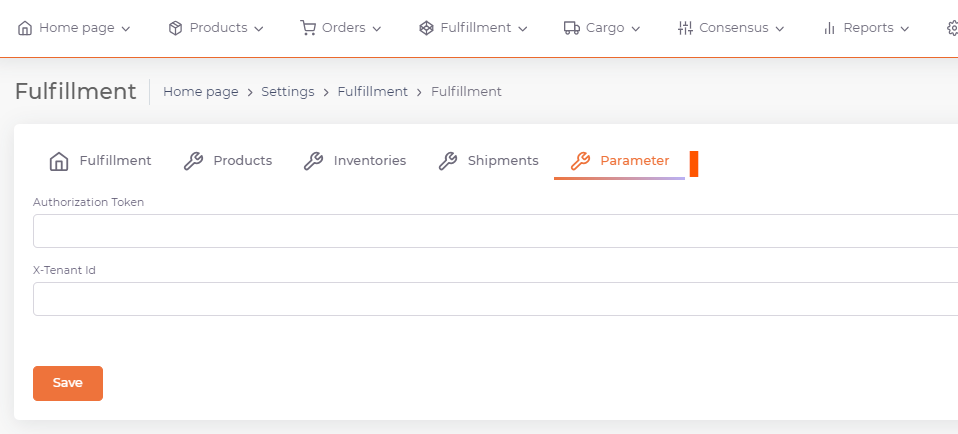 Home page Products Orders Fulfillment Cargo Consensus Reports
Fulfillment Home page > Settings > Fulfillment > Fulfillment
Fulfillment Products Inventories Shipments Parameter
Authorization Token
X-Tenant Id
Save